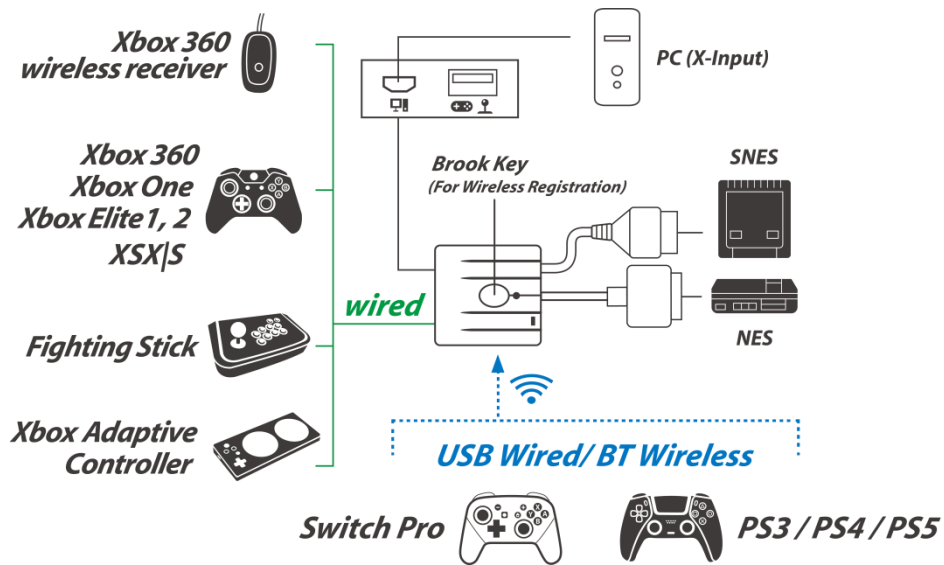 Xbox 360
wireless receiver
PC (X-Input)
Xbox 360
Xbox One
Xbox Elite 1, 2
XSX|S
Brook Key
(For Wireless Registration)
SNES
wired
NES
Fighting Stick
Xbox Adaptive
Controller
USB Wired/ BT Wireless
Switch Pro
PS3 / PS4 / PS5